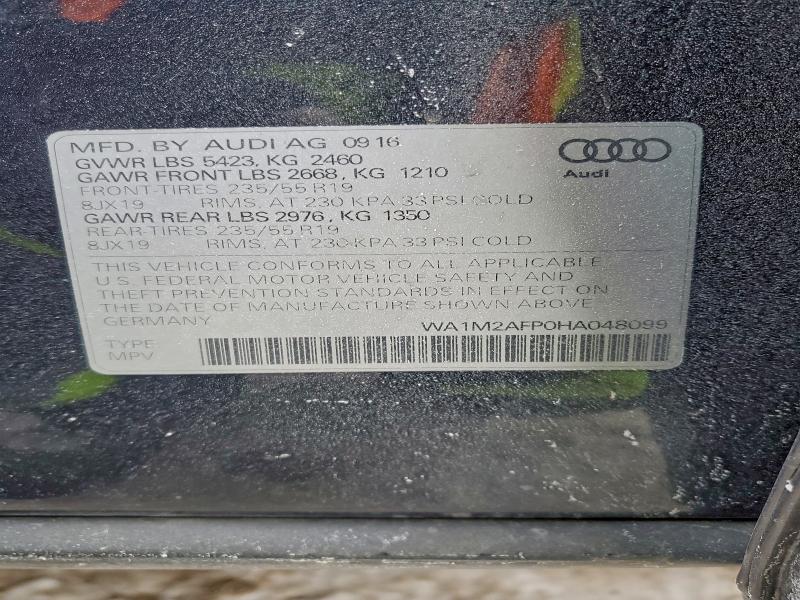 MFD. BY AUDI AG 09 16
GVWR LBS 5423, KG 2460
GAWR FRONT LBS 2668, KG 1210
FRONT-TIRES 235/55 R19
8JX19 RIMS, AT 230 KPA 33 PSI COLD
GAWR REAR LBS 2976, KG 1350
REAR-TIRES 235/55 R19
8JX19 RIMS, AT 230 KPA 33 PSI COLD
Audi
THIS VEHICLE CONFORMS TO ALL APPLICABLE
U.S. FEDERAL MOTOR VEHICLE SAFETY AND
THEFT PREVENTION STANDARDS IN EFFECT ON
THE DATE OF MANUFACTURE SHOWN ABOVE
GERMANY WA1M2AFP0HA048099
TYPE
MPV